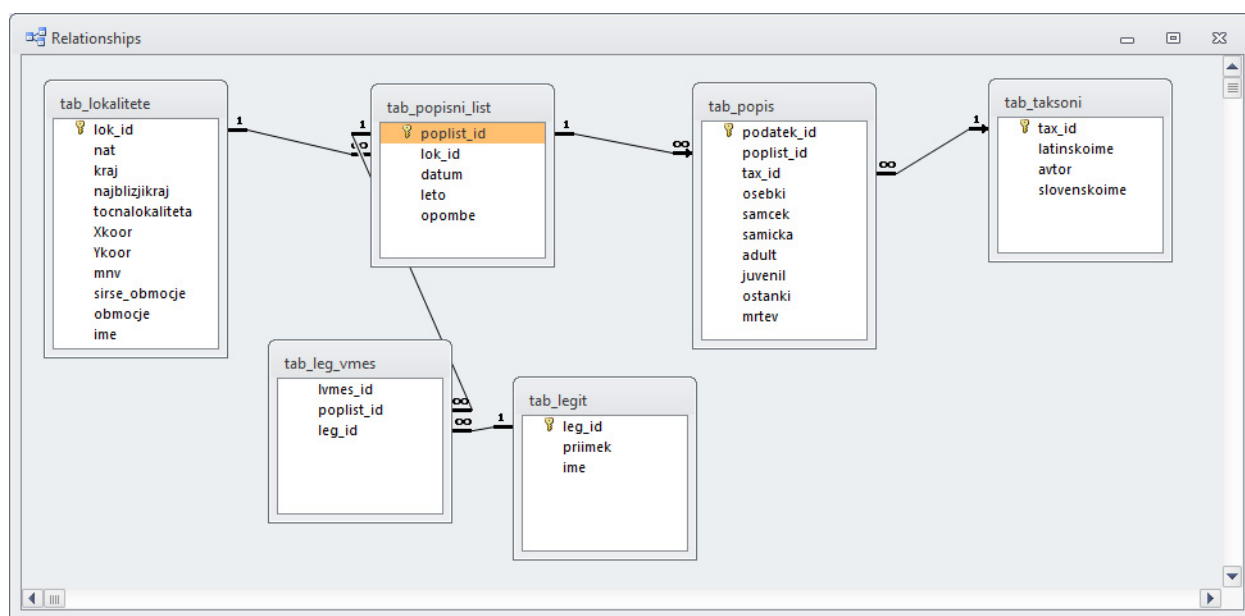 Relationships
tab_lokalitete
lok_id
nat
kraj
najblizjikraj
tocnalokaliteta
Xkoor
Ykoor
mnv
sirse_obmocje
obmocje
ime
tab_popisni_list
poplist_id
lok_id
datum
leto
opombe
tab_popis
podatek_id
poplist_id
tax_id
osebki
samcek
samicka
adult
juvenil
ostanki
mrtev
tab_taksoni
tax_id
latinskoime
avtor
slovenskoime
tab_leg_vmes
lvmes_id
poplist_id
leg_id
tab_legit
leg_id
priimek
ime
1
∞
1
1
∞
∞
1
∞
∞
1